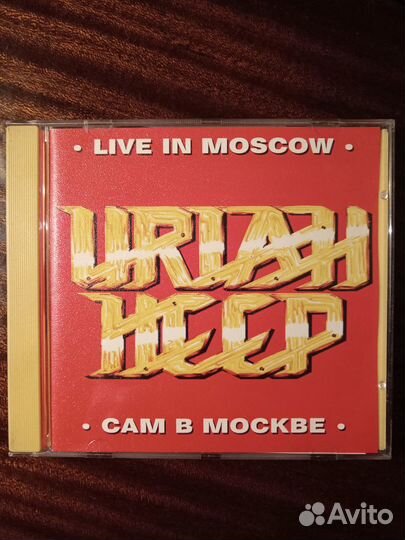 • LIVE IN MOSCOW •
URIAH
HEEP
• CAM B MOCKBE •
Avito